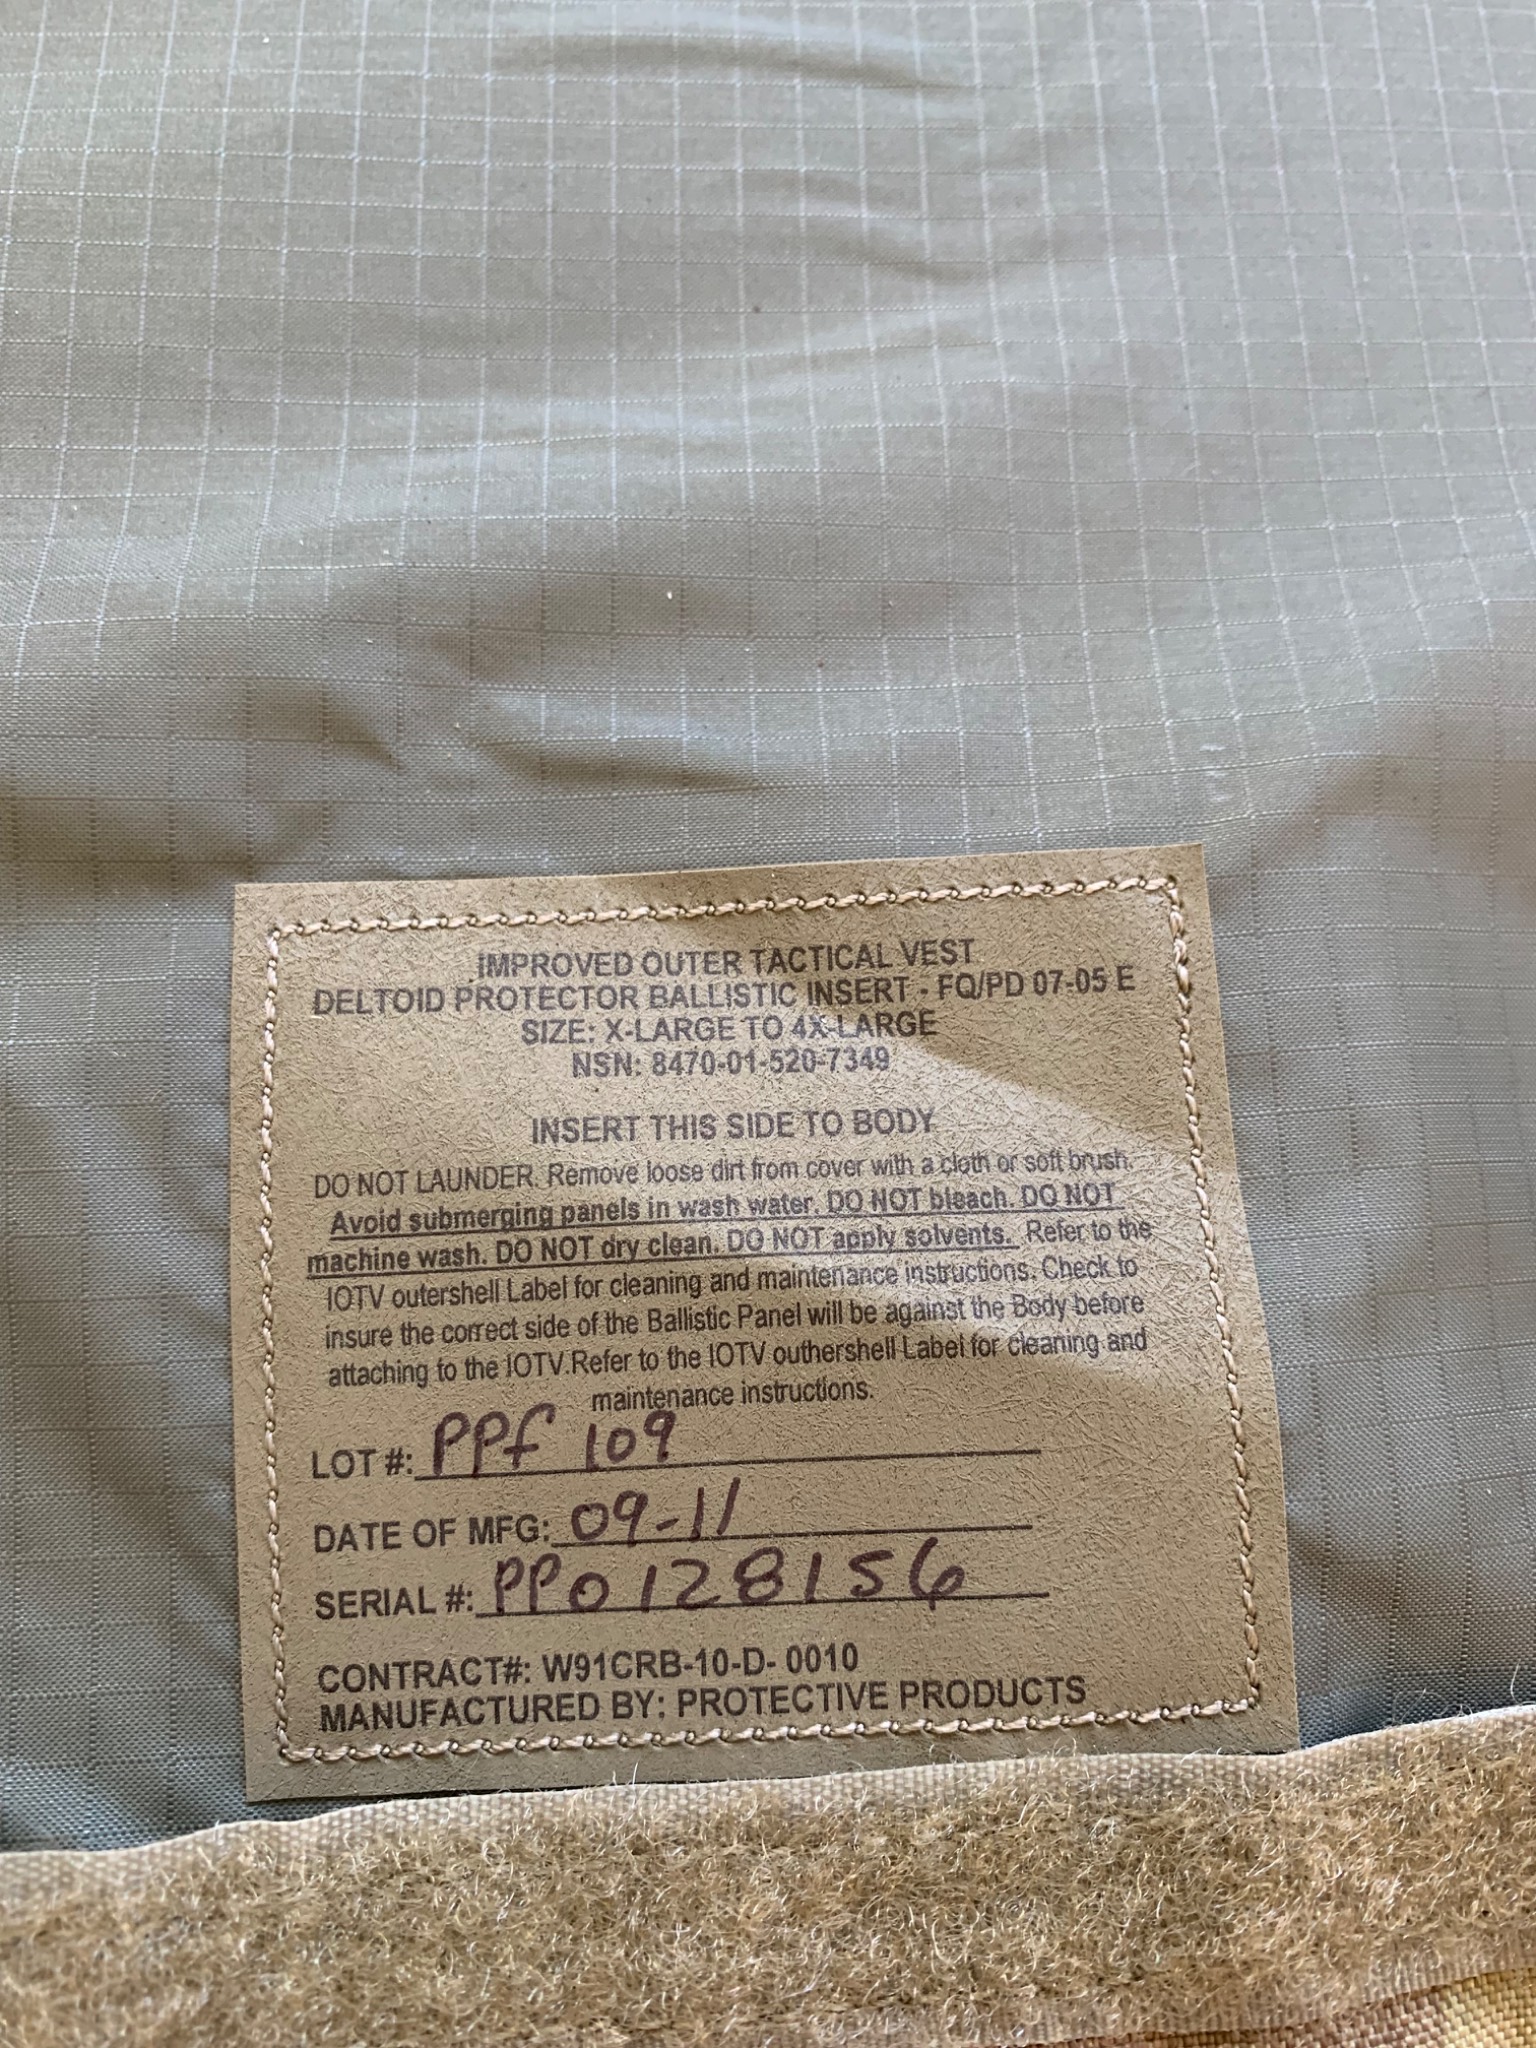 IMPROVED OUTER TACTICAL VEST
DELTOID PROTECTOR BALLISTIC INSERT - FQ/PD 07-05 E
SIZE: X-LARGE TO 4X-LARGE
NSN: 8470-01-520-7349
INSERT THIS SIDE TO BODY
DO NOT LAUNDER. Remove loose dirt from cover with a cloth or soft brush.
Avoid submerging panels in wash water. DO NOT bleach. DO NOT
machine wash. DO NOT dry clean. DO NOT apply solvents. Refer to the
IOTV outershell Label for cleaning and maintenance instructions. Check to
insure the correct side of the Ballistic Panel will be against the Body before
attaching to the IOTV.Refer to the IOTV outhershell Label for cleaning and
maintenance instructions.
LOT #: PPf 109
DATE OF MFG: 09-11
SERIAL #: PP0128156
CONTRACT#: W91CRB-10-D- 0010
MANUFACTURED BY: PROTECTIVE PRODUCTS